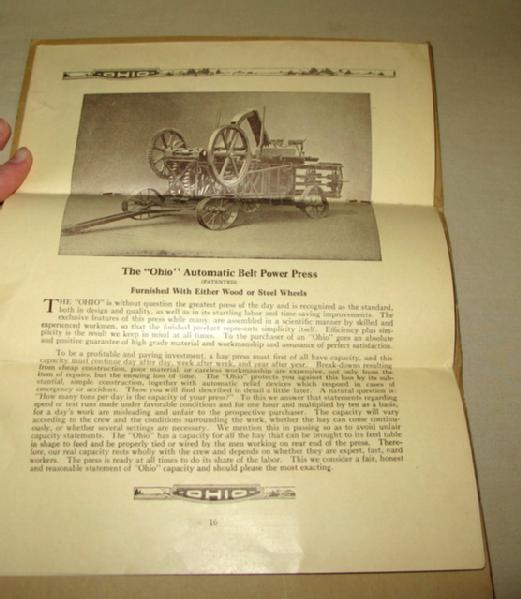 OHIO
The "Ohio" Automatic Belt Power Press
(PATENTED)
Furnished With Either Wood or Steel Wheels
THE "OHIO" is without question the greatest press of the day and is recognized as the standard,
both in design and quality, as well as in its startling labor and time saving improvements. The
exclusive features of this press while many, are assembled in a scientific manner by skilled and
experienced workmen, so that the finished product represents simplicity itself. Efficiency plus sim-
plicity is the result we keep in mind at all times. To the purchaser of an "Ohio" goes an absolute
and positive guarantee of high grade material and workmanship and assurance of perfect satisfaction.
To be a profitable and paying investment, a hay press must first of all have capacity, and this
capacity must continue day after day, week after week, and year after year. Break-downs resulting
from cheap construction, poor material or careless workmanship are expensive, not only from the
item of repairs, but the ensuing loss of time. The "Ohio" protects you against this loss by its sub-
stantial, simple construction, together with automatic relief devices which respond in cases of
emergency or accident. These you will find described in detail a little later. A natural question is:
"How many tons per day is the capacity of your press?" To this we answer that statements regarding
speed or test runs made under favorable conditions and for one hour and multiplied by ten as a basis,
for a day's work are misleading and unfair to the prospective purchaser. The capacity will vary
according to the crew and the conditions surrounding the work, whether the hay can come continu-
ously, or whether several settings are necessary. We mention this in passing so as to avoid unfair
capacity statements. The "Ohio" has a capacity for all the hay that can be brought to its feed table
in shape to feed and be properly tied or wired by the men working on rear end of the press. There-
fore, our real capacity rests wholly with the crew and depends on whether they are expert, fast, hard
workers. The press is ready at all times to do its share of the labor. This we consider a fair, honest
and reasonable statement of "Ohio" capacity and should please the most exacting.
OHIO
16